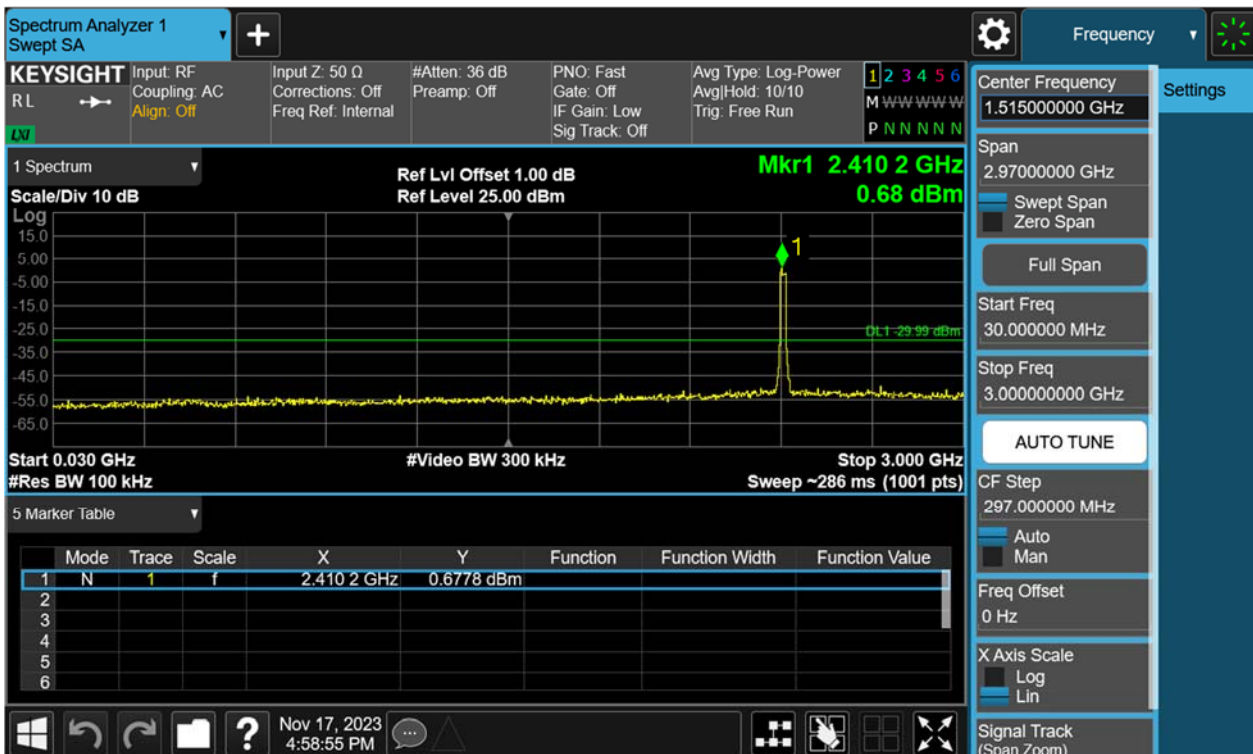 Spectrum Analyzer 1
Swept SA
+
Frequency
KEYSIGHT
RL
LXI
Input: RF
Coupling: AC
Align: Off
Input Z: 50 Ω
Corrections: Off
Freq Ref: Internal
#Atten: 36 dB
Preamp: Off
PNO: Fast
Gate: Off
IF Gain: Low
Sig Track: Off
Avg Type: Log-Power
Avg|Hold: 10/10
Trig: Free Run
1 2 3 4 5 6
M W W W W W
P N N N N N
1 Spectrum
Scale/Div 10 dB
Ref Lvl Offset 1.00 dB
Ref Level 25.00 dBm
Mkr1 2.410 2 GHz
0.68 dBm
Log
15.0
5.00
-5.00
-15.0
-25.0
-35.0
-45.0
-55.0
-65.0
1
DL1 -29.99 dBm
Start 0.030 GHz
#Res BW 100 kHz
#Video BW 300 kHz
Stop 3.000 GHz
Sweep ~286 ms (1001 pts)
5 Marker Table
Mode Trace Scale X Y Function Function Width Function Value
1 N 1 f 2.410 2 GHz 0.6778 dBm
2
3
4
5
6
Nov 17, 2023
4:58:55 PM
Center Frequency
1.515000000 GHz
Settings
Span
2.97000000 GHz
Swept Span
Zero Span
Full Span
Start Freq
30.000000 MHz
Stop Freq
3.000000000 GHz
AUTO TUNE
CF Step
297.000000 MHz
Auto
Man
Freq Offset
0 Hz
X Axis Scale
Log
Lin
Signal Track
(Span Zoom)